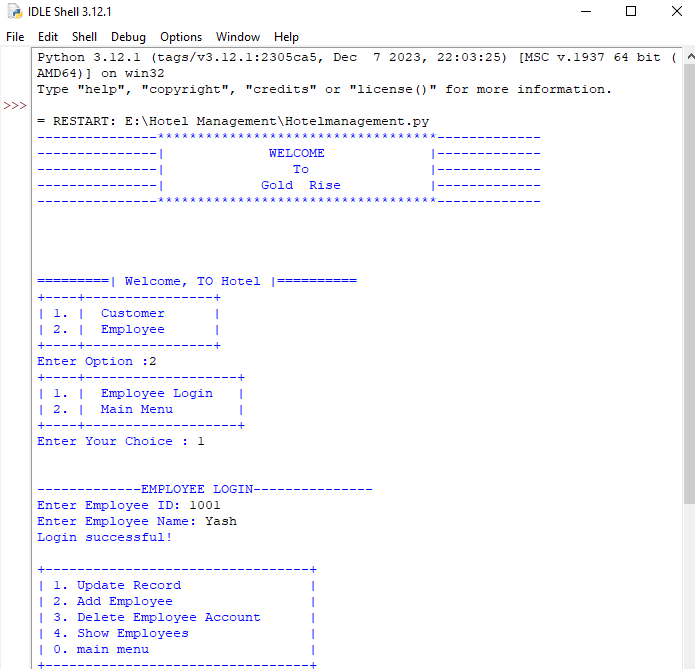 IDLE Shell 3.12.1
File Edit Shell Debug Options Window Help
Python 3.12.1 (tags/v3.12.1:2305ca5, Dec  7 2023, 22:03:25) [MSC v.1937 64 bit (
AMD64)] on win32
Type "help", "copyright", "credits" or "license()" for more information.
>>>
= RESTART: E:\Hotel Management\Hotelmanagement.py
---------------***********************************-------------
---------------|             WELCOME             |-------------
---------------|                To               |-------------
---------------|            Gold  Rise           |-------------
---------------***********************************-------------
=========| Welcome, TO Hotel |==========
+----+----------------+
| 1. |  Customer      |
| 2. |  Employee      |
+----+----------------+
Enter Option :2
+----+-------------------+
| 1. |  Employee Login   |
| 2. |  Main Menu        |
+----+-------------------+
Enter Your Choice : 1
-------------EMPLOYEE LOGIN---------------
Enter Employee ID: 1001
Enter Employee Name: Yash
Login successful!
+---------------------------------+
| 1. Update Record                |
| 2. Add Employee                 |
| 3. Delete Employee Account      |
| 4. Show Employees               |
| 0. main menu                    |
+---------------------------------+